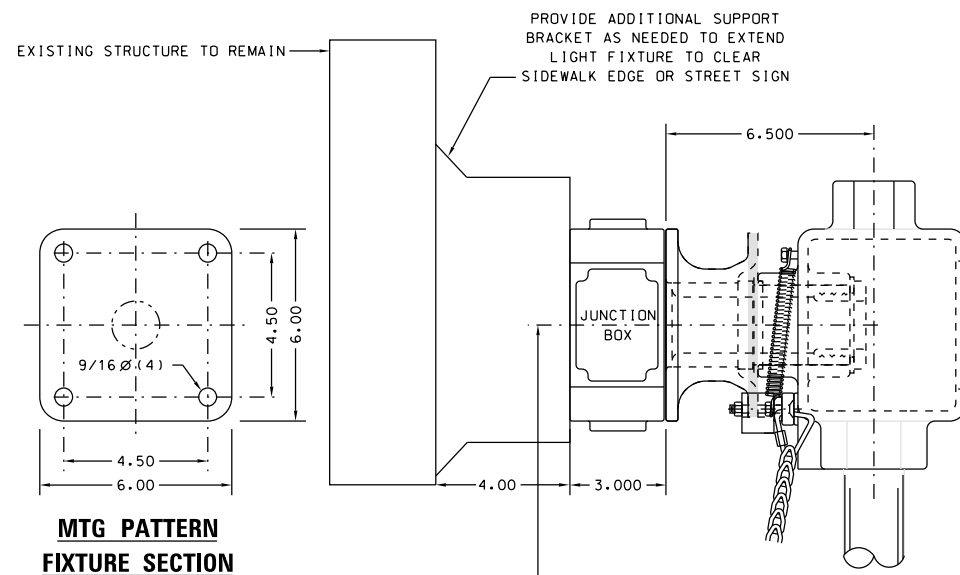 PROVIDE ADDITIONAL SUPPORT
BRACKET AS NEEDED TO EXTEND
LIGHT FIXTURE TO CLEAR
SIDEWALK EDGE OR STREET SIGN
EXISTING STRUCTURE TO REMAIN
6.500
4.50
6.00
9/16 Ø (4)
JUNCTION
BOX
4.50
6.00
4.00
3.000
MTG PATTERN
FIXTURE SECTION